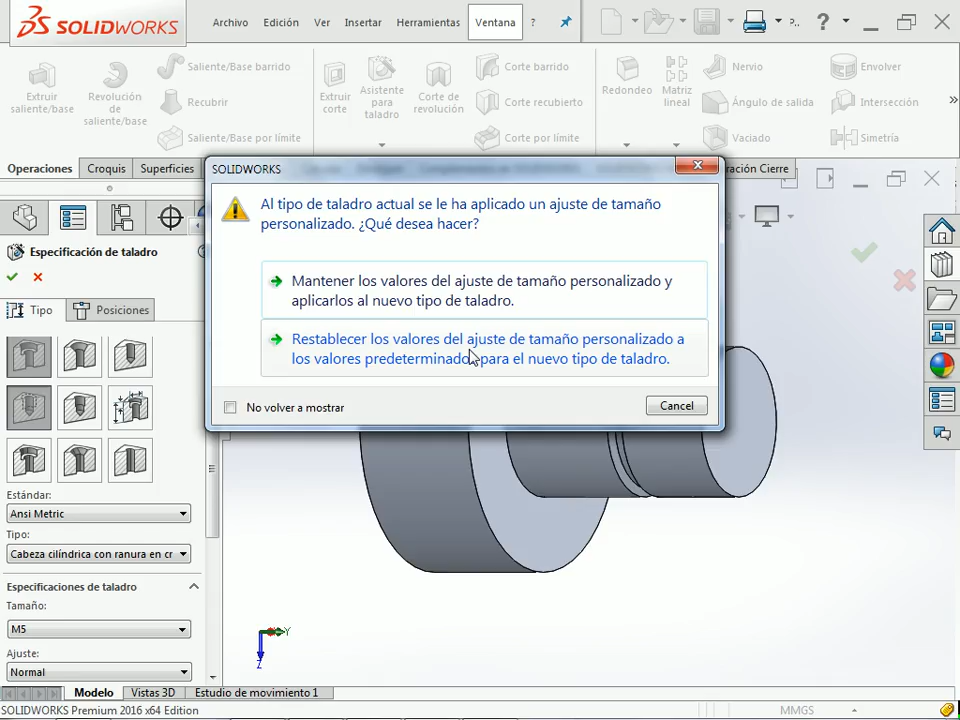 SOLIDWORKS
Archivo
Edición
Ver
Insertar
Herramientas
Ventana
?
P..
?
Extruir
saliente/base
Revolución
de
saliente/base
Saliente/Base barrido
Recubrir
Saliente/Base por límite
Extruir
corte
Asistente
para
taladro
Corte de
revolución
Corte barrido
Corte recubierto
Corte por límite
Redondeo
Matriz
lineal
Nervio
Ángulo de salida
Vaciado
Envolver
Intersección
Simetría
»
Operaciones
Croquis
Superficies
ración Cierre
SOLIDWORKS
Al tipo de taladro actual se le ha aplicado un ajuste de tamaño
personalizado. ¿Qué desea hacer?
Mantener los valores del ajuste de tamaño personalizado y
aplicarlos al nuevo tipo de taladro.
Restablecer los valores del ajuste de tamaño personalizado a
los valores predeterminados para el nuevo tipo de taladro.
No volver a mostrar
Cancel
Especificación de taladro
Tipo
Posiciones
Estándar:
Ansi Metric
Tipo:
Cabeza cilíndrica con ranura en cr
Especificaciones de taladro
Tamaño:
M5
Ajuste:
Normal
Y
Z
Modelo
Vistas 3D
Estudio de movimiento 1
SOLIDWORKS Premium 2016 x64 Edition
MMGS